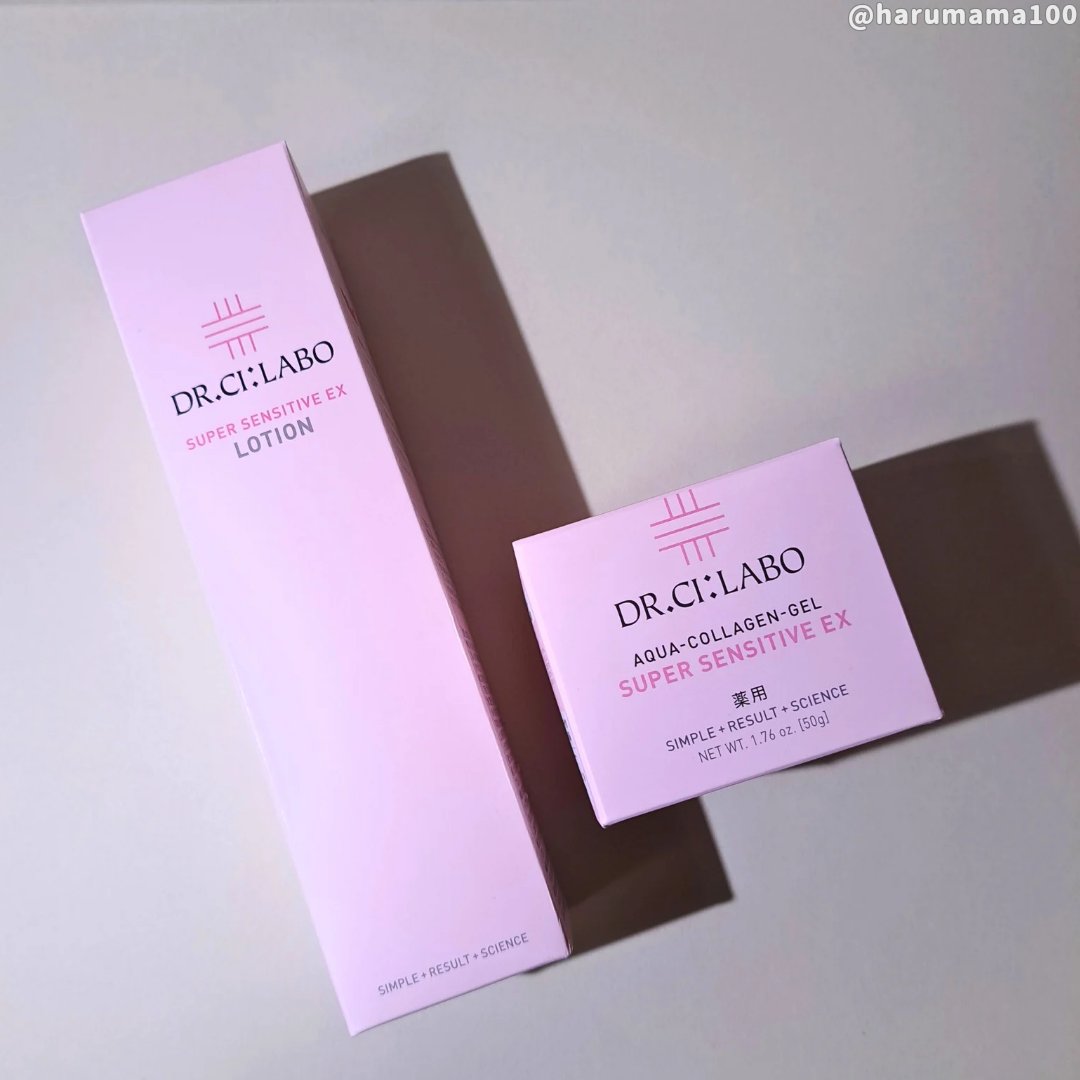 @harumama100
DR.CI:LABO
SUPER SENSITIVE EX
LOTION
SIMPLE+RESULT+SCIENCE
DR.CI:LABO
AQUA-COLLAGEN-GEL
SUPER SENSITIVE EX
薬用
SIMPLE+RESULT+SCIENCE
NET WT. 1.76 oz. [50g]